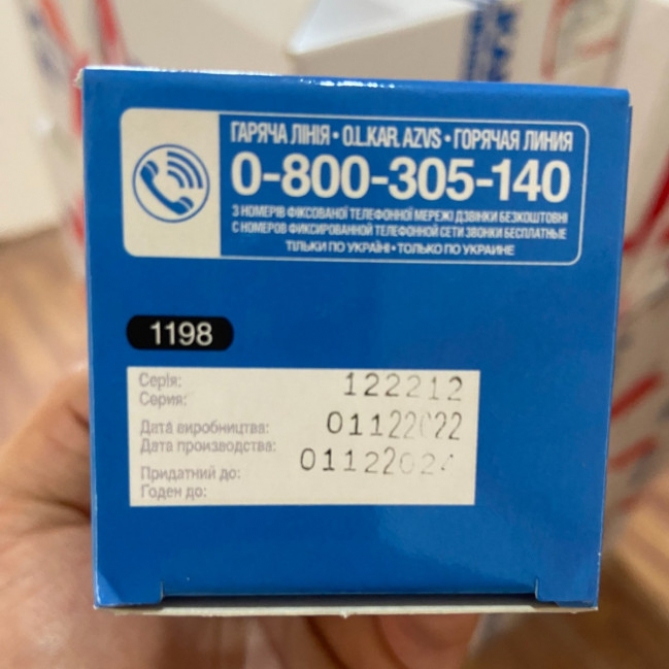 ГАРЯЧА ЛІНІЯ • O.L.KAR. AZVS • ГОРЯЧАЯ ЛИНИЯ
0-800-305-140
З НОМЕРІВ ФІКСОВАНОЇ ТЕЛЕФОННОЇ МЕРЕЖІ ДЗВІНКИ БЕЗКОШТОВНІ
С НОМЕРОВ ФИКСИРОВАННОЙ ТЕЛЕФОННОЙ СЕТИ ЗВОНКИ БЕСПЛАТНЫЕ
ТІЛЬКИ ПО УКРАЇНІ • ТОЛЬКО ПО УКРАИНЕ
1198
Серія: 122212
Серия:
Дата виробництва: 01122022
Дата производства:
Придатний до: 01122024
Годен до: